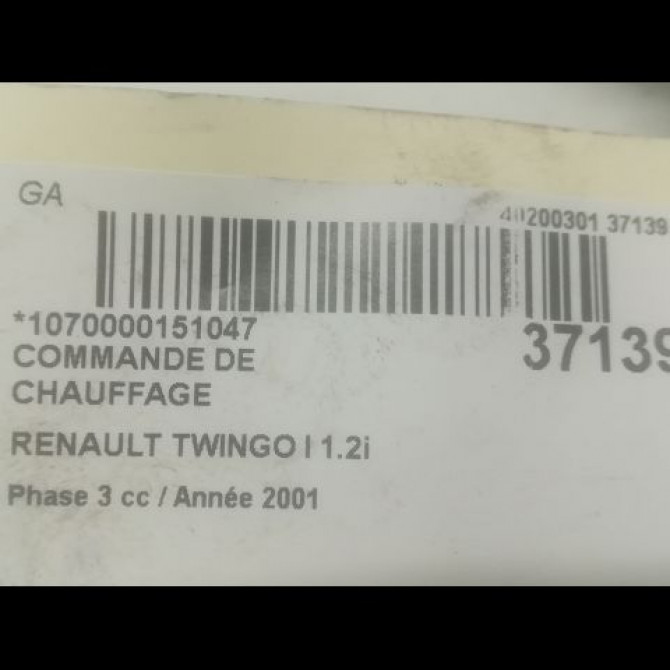 GA
40200301 37139
*1070000151047
37139
COMMANDE DE
CHAUFFAGE
RENAULT TWINGO I 1.2i
Phase 3 cc / Année 2001